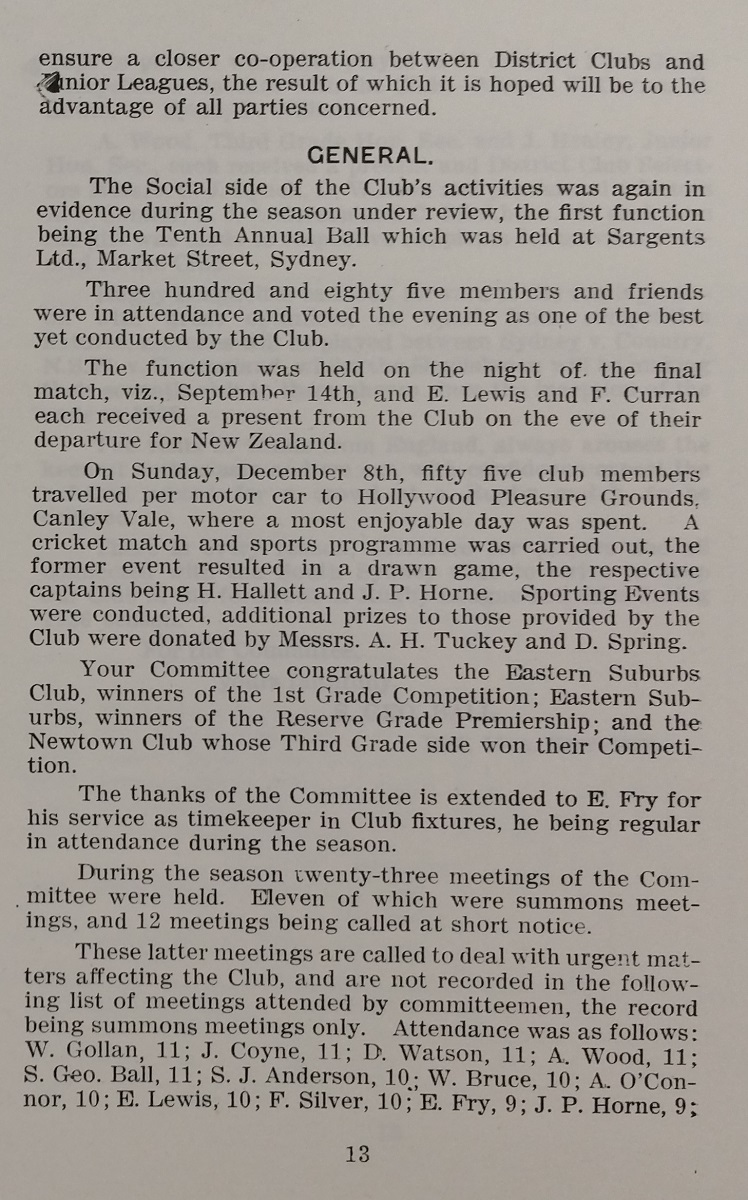 ensure a closer co-operation between District Clubs and
Junior Leagues, the result of which it is hoped will be to the
advantage of all parties concerned.
GENERAL.
The Social side of the Club's activities was again in
evidence during the season under review, the first function
being the Tenth Annual Ball which was held at Sargents
Ltd., Market Street, Sydney.
Three hundred and eighty five members and friends
were in attendance and voted the evening as one of the best
yet conducted by the Club.
The function was held on the night of the final
match, viz., September 14th, and E. Lewis and F. Curran
each received a present from the Club on the eve of their
departure for New Zealand.
On Sunday, December 8th, fifty five club members
travelled per motor car to Hollywood Pleasure Grounds,
Canley Vale, where a most enjoyable day was spent. A
cricket match and sports programme was carried out, the
former event resulted in a drawn game, the respective
captains being H. Hallett and J. P. Horne. Sporting Events
were conducted, additional prizes to those provided by the
Club were donated by Messrs. A. H. Tuckey and D. Spring.
Your Committee congratulates the Eastern Suburbs
Club, winners of the 1st Grade Competition; Eastern Sub-
urbs, winners of the Reserve Grade Premiership; and the
Newtown Club whose Third Grade side won their Competi-
tion.
The thanks of the Committee is extended to E. Fry for
his service as timekeeper in Club fixtures, he being regular
in attendance during the season.
During the season twenty-three meetings of the Com-
mittee were held. Eleven of which were summons meet-
ings, and 12 meetings being called at short notice.
These latter meetings are called to deal with urgent mat-
ters affecting the Club, and are not recorded in the follow-
ing list of meetings attended by committeemen, the record
being summons meetings only. Attendance was as follows:
W. Gollan, 11; J. Coyne, 11; D. Watson, 11; A. Wood, 11;
S. Geo. Ball, 11; S. J. Anderson, 10; W. Bruce, 10; A. O'Con-
nor, 10; E. Lewis, 10; F. Silver, 10; E. Fry, 9; J. P. Horne, 9;
13